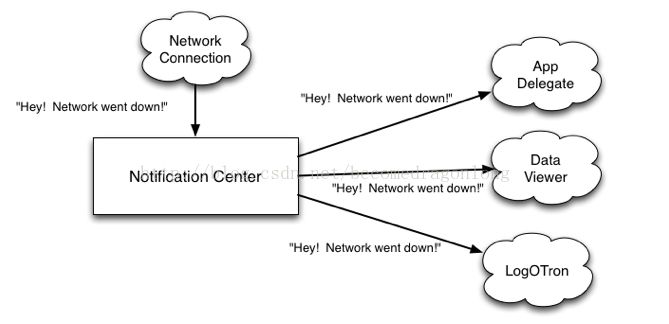 Network
Connection
"Hey!  Network went down!"
"Hey!  Network went down!"
App
Delegate
Notification Center
http://blog.csdn.net/becomedragonlong
Data
Viewer
"Hey!  Network went down!"
"Hey!  Network went down!"
LogOTron